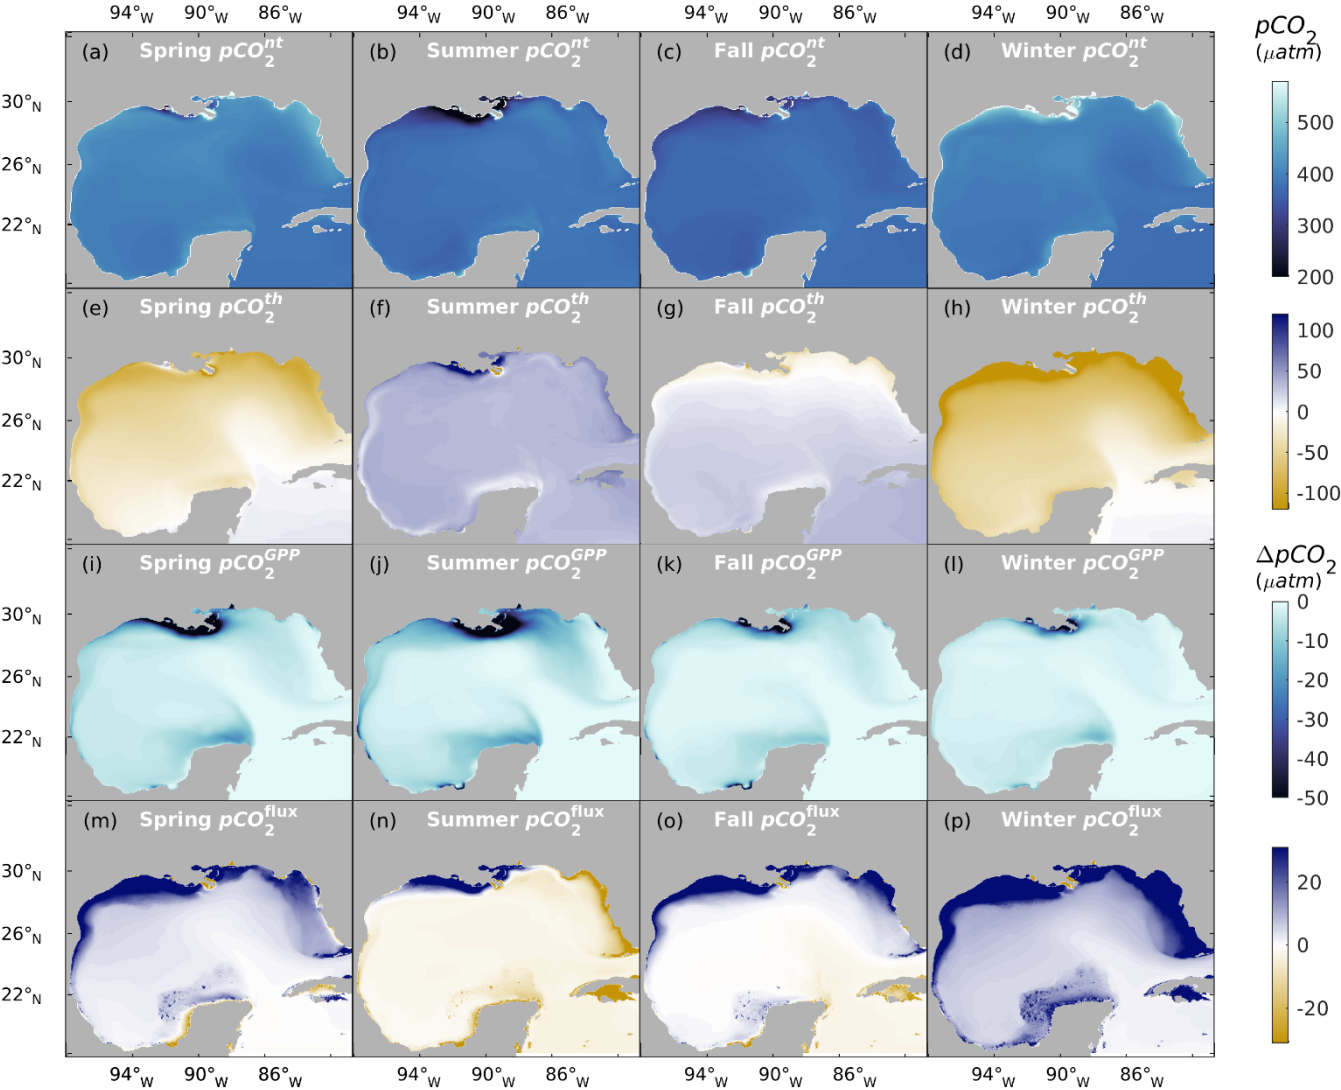 94°W 90°W 86°W 94°W 90°W 86°W 94°W 90°W 86°W 94°W 90°W 86°W
(a) Spring pCO₂ⁿᵗ (b) Summer pCO₂ⁿᵗ (c) Fall pCO₂ⁿᵗ (d) Winter pCO₂ⁿᵗ
30°N
26°N
22°N
pCO₂
(μatm)
500
400
300
200
(e) Spring pCO₂ᵗʰ (f) Summer pCO₂ᵗʰ (g) Fall pCO₂ᵗʰ (h) Winter pCO₂ᵗʰ
30°N
26°N
22°N
100
50
0
-50
-100
(i) Spring pCO₂ᴳᴾᴾ (j) Summer pCO₂ᴳᴾᴾ (k) Fall pCO₂ᴳᴾᴾ (l) Winter pCO₂ᴳᴾᴾ
30°N
26°N
22°N
ΔpCO₂
(μatm)
0
-10
-20
-30
-40
-50
(m) Spring pCO₂ᶠˡᵘˣ (n) Summer pCO₂ᶠˡᵘˣ (o) Fall pCO₂ᶠˡᵘˣ (p) Winter pCO₂ᶠˡᵘˣ
30°N
26°N
22°N
20
0
-20
94°W 90°W 86°W 94°W 90°W 86°W 94°W 90°W 86°W 94°W 90°W 86°W